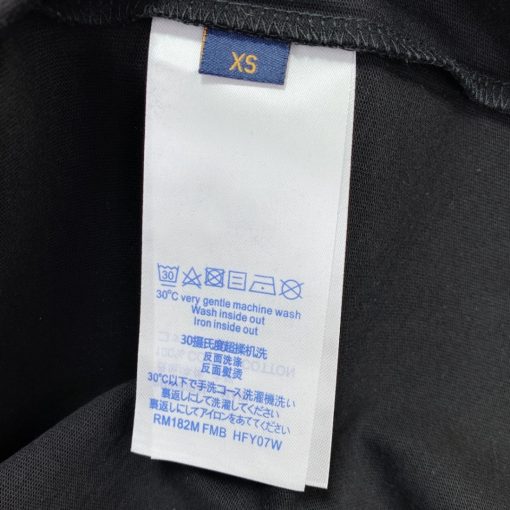 XS
30
30°C very gentle machine wash
Wash inside out
Iron inside out
30摄氏度超揉机洗
反面洗涤
反面熨烫
30℃以下で手洗コース洗濯機洗い
裏返しにして洗濯してください
裏返しにしてアイロンをあててください
RM182M FMB HFY07W